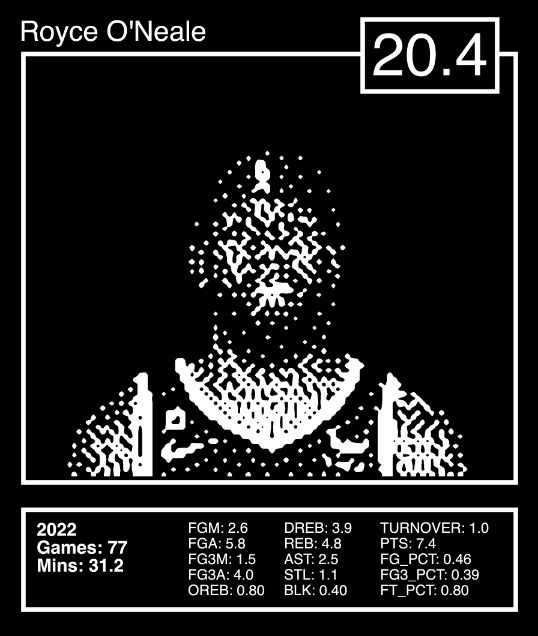 Royce O'Neale
20.4
2022
Games: 77
Mins: 31.2
FGM: 2.6
FGA: 5.8
FG3M: 1.5
FG3A: 4.0
OREB: 0.80
DREB: 3.9
REB: 4.8
AST: 2.5
STL: 1.1
BLK: 0.40
TURNOVER: 1.0
PTS: 7.4
FG_PCT: 0.46
FG3_PCT: 0.39
FT_PCT: 0.80